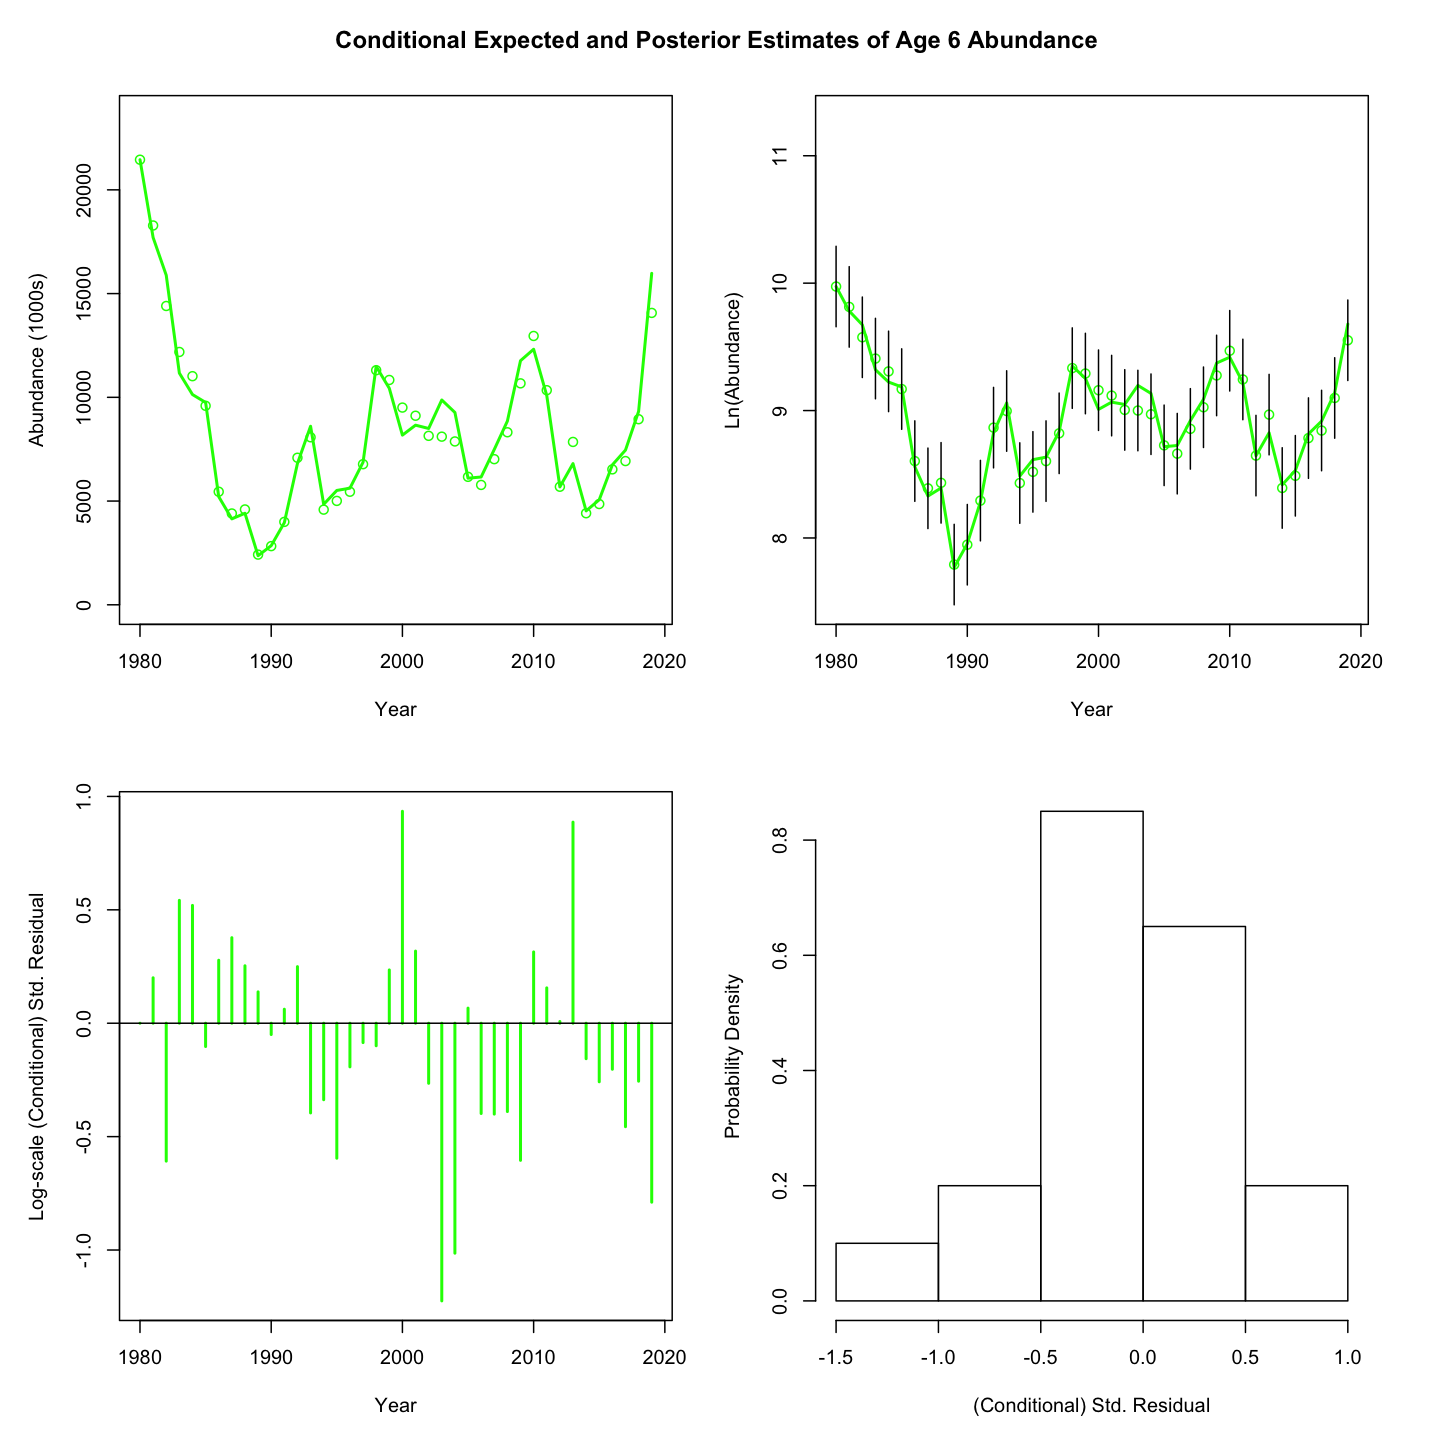 Conditional Expected and Posterior Estimates of Age 6 Abundance
Abundance (1000s)
20000
15000
10000
5000
0
1980 1990 2000 2010 2020
Year
Ln(Abundance)
11
10
9
8
1980 1990 2000 2010 2020
Year
Log-scale (Conditional) Std. Residual
1.0
0.5
0.0
-0.5
-1.0
1980 1990 2000 2010 2020
Year
Probability Density
0.8
0.6
0.4
0.2
0.0
-1.5 -1.0 -0.5 0.0 0.5 1.0
(Conditional) Std. Residual